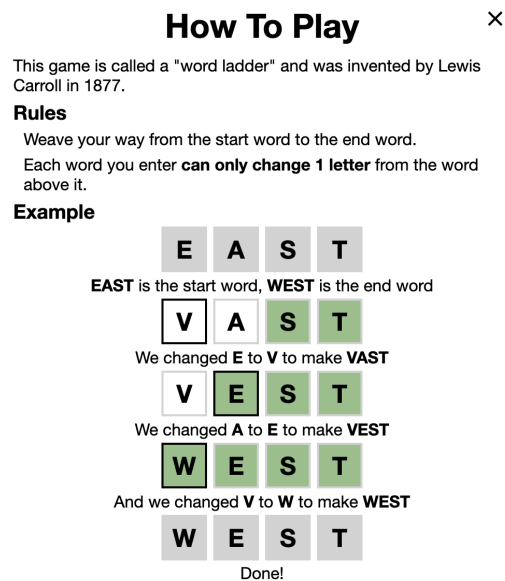 How To Play
×
This game is called a "word ladder" and was invented by Lewis
Carroll in 1877.
Rules
Weave your way from the start word to the end word.
Each word you enter can only change 1 letter from the word
above it.
Example
E A S T
EAST is the start word, WEST is the end word
V A S T
We changed E to V to make VAST
V E S T
We changed A to E to make VEST
W E S T
And we changed V to W to make WEST
W E S T
Done!